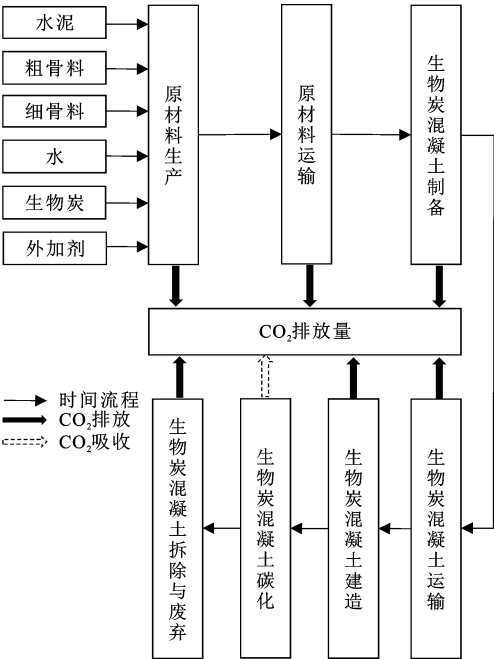 水泥
粗骨料
细骨料
水
生物炭
外加剂
原材料生产
原材料运输
生物炭混凝土制备
CO₂排放量
时间流程
CO₂排放
CO₂吸收
生物炭混凝土拆除与废弃
生物炭混凝土碳化
生物炭混凝土建造
生物炭混凝土运输